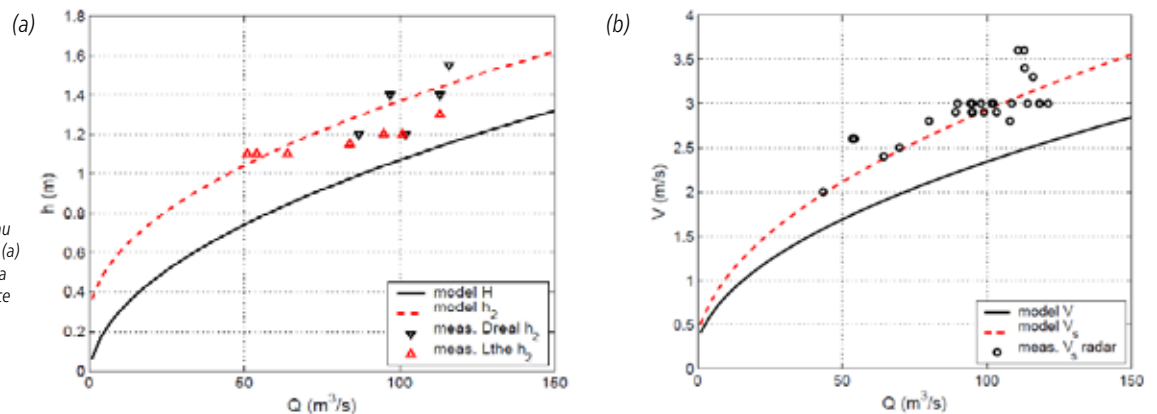 (a)
1.8
1.6
1.4
1.2
1
0.8
0.6
0.4
0.2
0
h (m)
0 50 100 150
Q (m³/s)
model H
model h₂
meas. Dreal h₂
meas. Lthe h₂
au
(a)
a
ce
(b)
4
3.5
3
2.5
2
1.5
1
0.5
0
V (m/s)
0 50 100 150
Q (m³/s)
model V
model Vₛ
meas. Vₛ radar